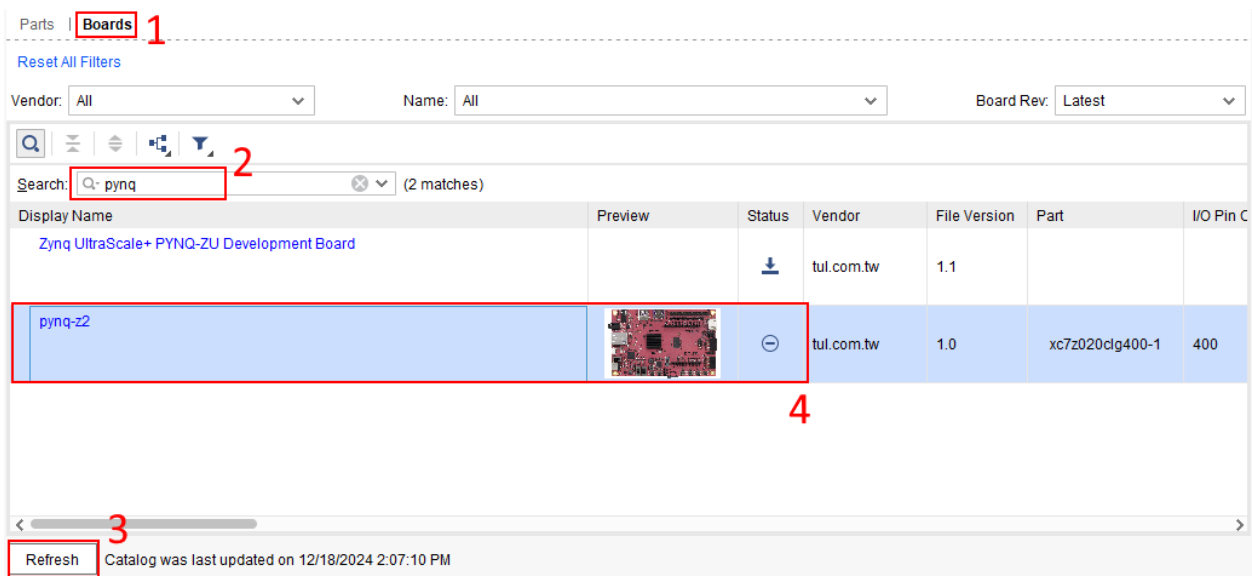 Parts | Boards 1
Reset All Filters
Vendor: All Name: All Board Rev: Latest
2
Search: pynq (2 matches)
Display Name Preview Status Vendor File Version Part I/O Pin C
Zynq UltraScale+ PYNQ-ZU Development Board tul.com.tw 1.1
pynq-z2 tul.com.tw 1.0 xc7z020clg400-1 400
4
3
Refresh Catalog was last updated on 12/18/2024 2:07:10 PM